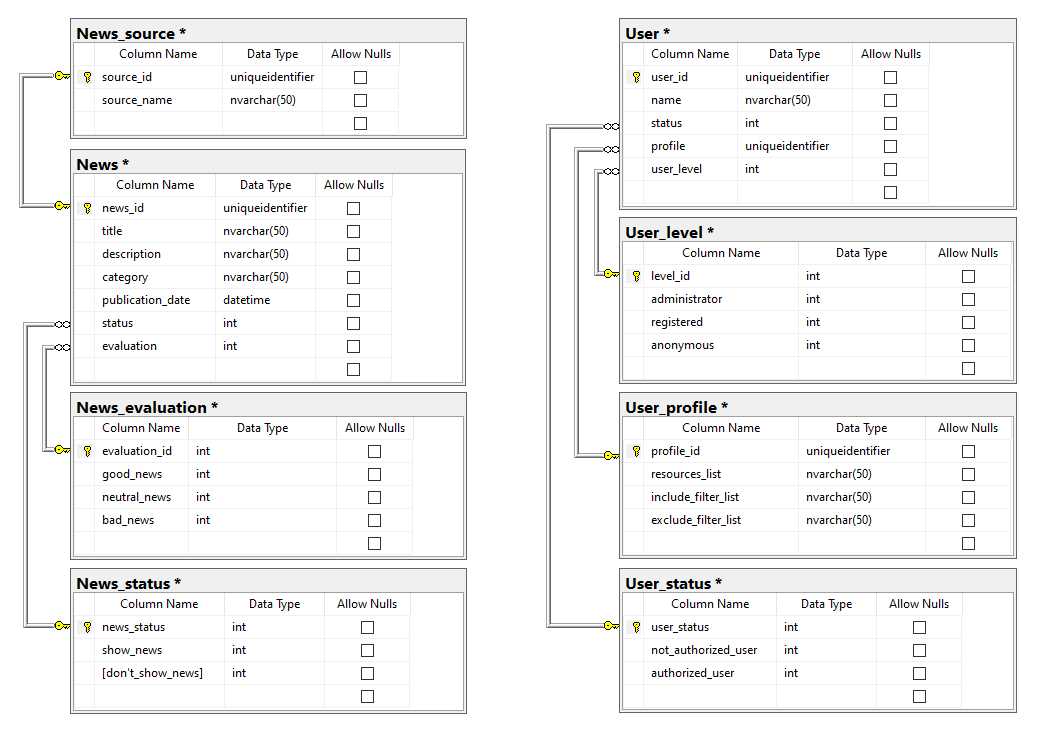 News_source *
Column Name Data Type Allow Nulls
source_id uniqueidentifier
source_name nvarchar(50)
News *
Column Name Data Type Allow Nulls
news_id uniqueidentifier
title nvarchar(50)
description nvarchar(50)
category nvarchar(50)
publication_date datetime
status int
evaluation int
News_evaluation *
Column Name Data Type Allow Nulls
evaluation_id int
good_news int
neutral_news int
bad_news int
News_status *
Column Name Data Type Allow Nulls
news_status int
show_news int
[don't_show_news] int
User *
Column Name Data Type Allow Nulls
user_id uniqueidentifier
name nvarchar(50)
status int
profile uniqueidentifier
user_level int
User_level *
Column Name Data Type Allow Nulls
level_id int
administrator int
registered int
anonymous int
User_profile *
Column Name Data Type Allow Nulls
profile_id uniqueidentifier
resources_list nvarchar(50)
include_filter_list nvarchar(50)
exclude_filter_list nvarchar(50)
User_status *
Column Name Data Type Allow Nulls
user_status int
not_authorized_user int
authorized_user int